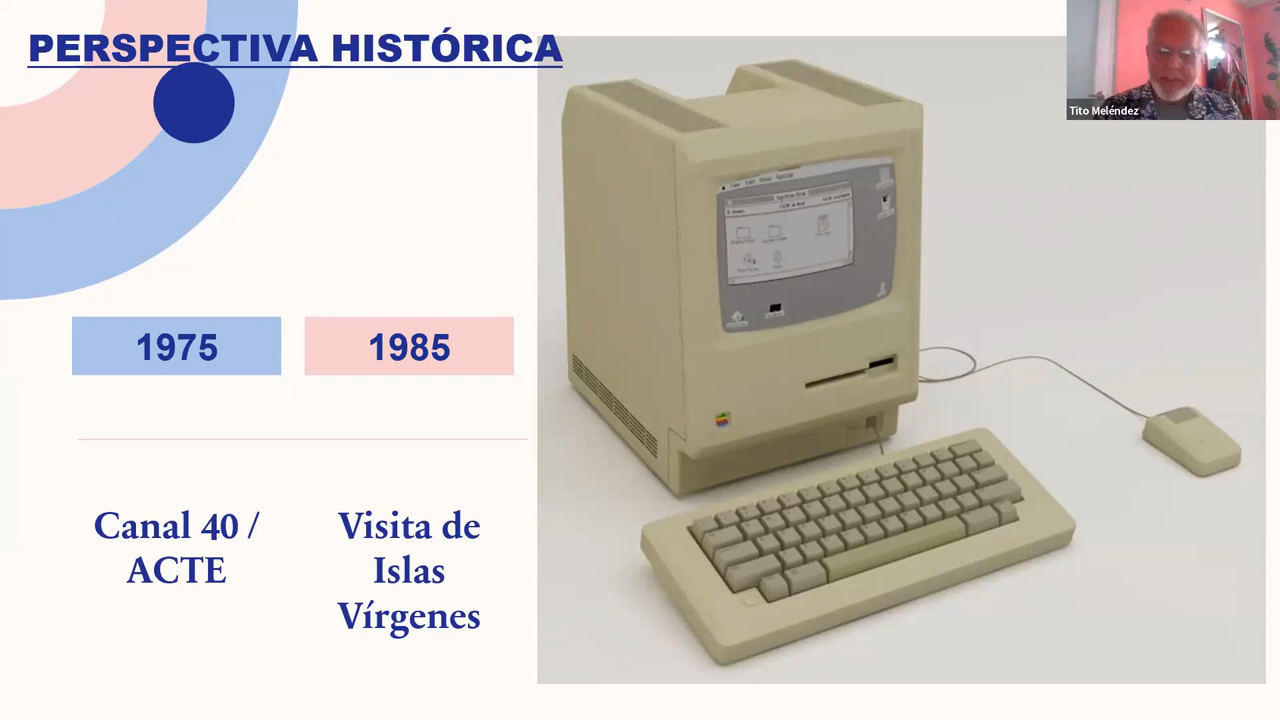 PERSPECTIVA HISTÓRICA
Tito Meléndez
1975
1985
Canal 40 /
ACTE
Visita de
Islas
Vírgenes